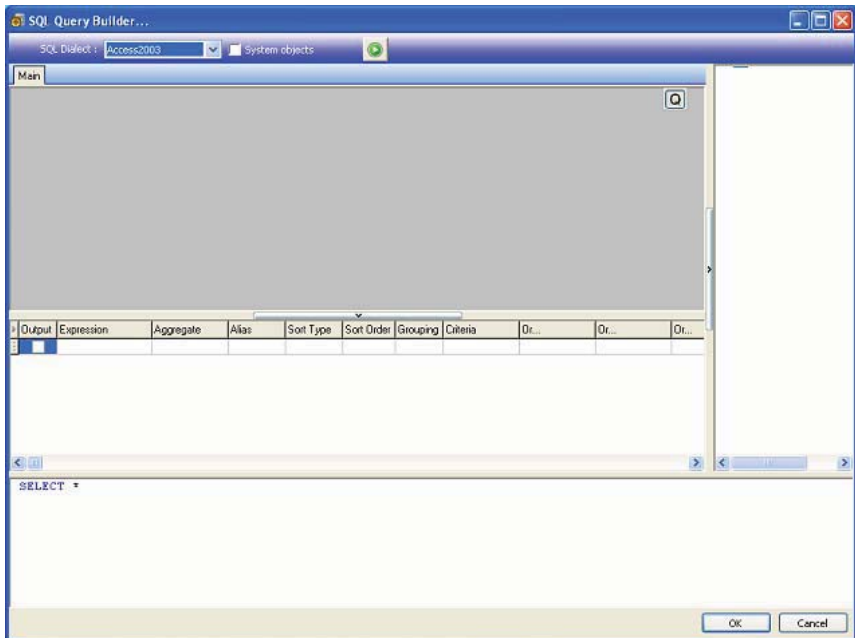 SQL Query Builder...
SQL Dialect : Access2003 System objects
Main
Q
Output Expression Aggregate Alias Sort Type Sort Order Grouping Criteria Or... Or... Or...
SELECT *
OK Cancel